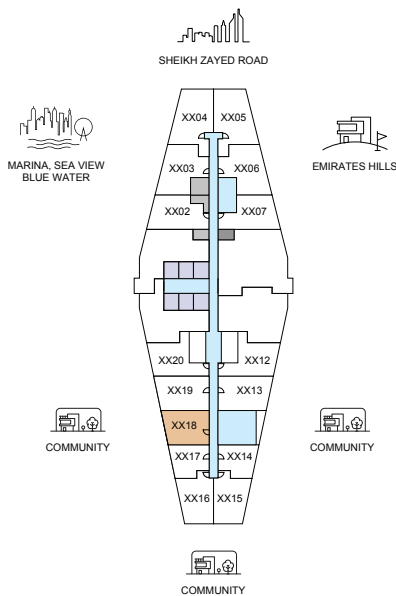 SHEIKH ZAYED ROAD
XX04 XX05
MARINA, SEA VIEW
BLUE WATER
XX03 XX06
EMIRATES HILLS
XX02 XX07
XX20 XX12
XX19 XX13
XX18
COMMUNITY
COMMUNITY
XX17 XX14
XX16 XX15
COMMUNITY